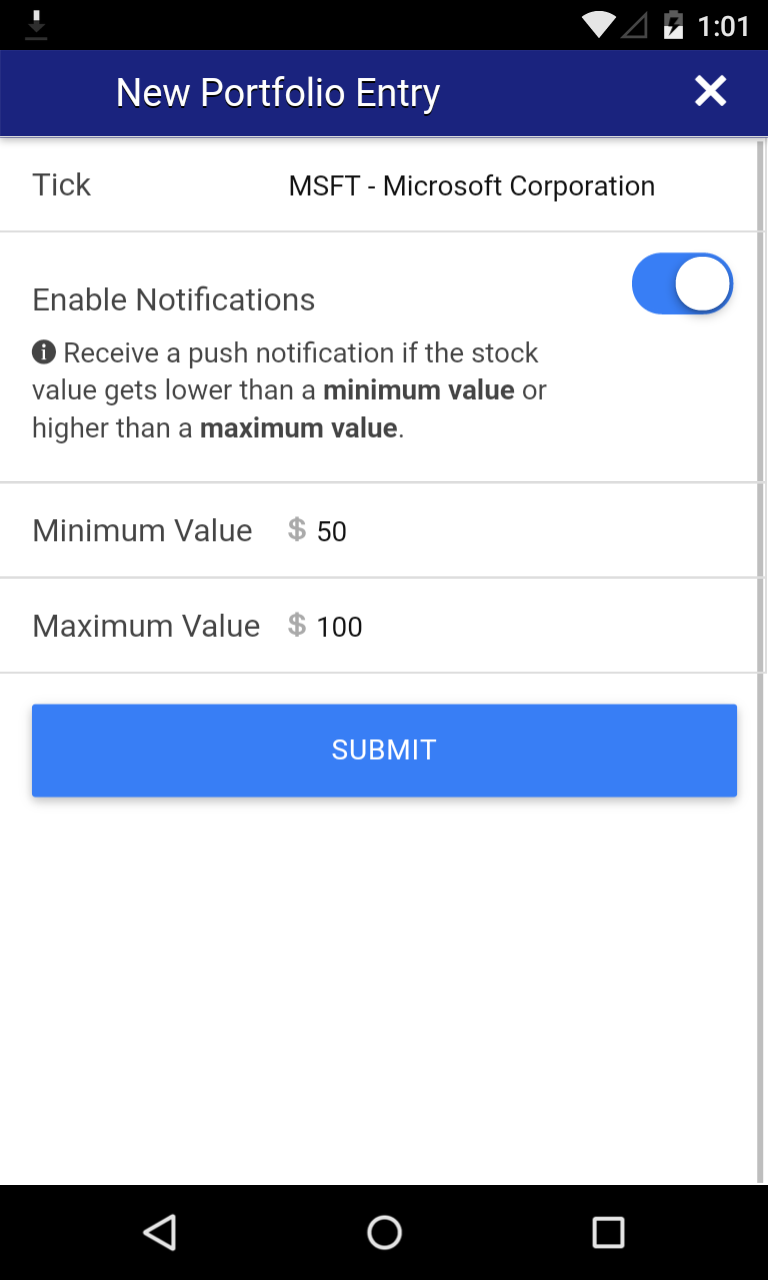 1:01
New Portfolio Entry
Tick MSFT - Microsoft Corporation
Enable Notifications
Receive a push notification if the stock
value gets lower than a minimum value or
higher than a maximum value.
Minimum Value $ 50
Maximum Value $ 100
SUBMIT